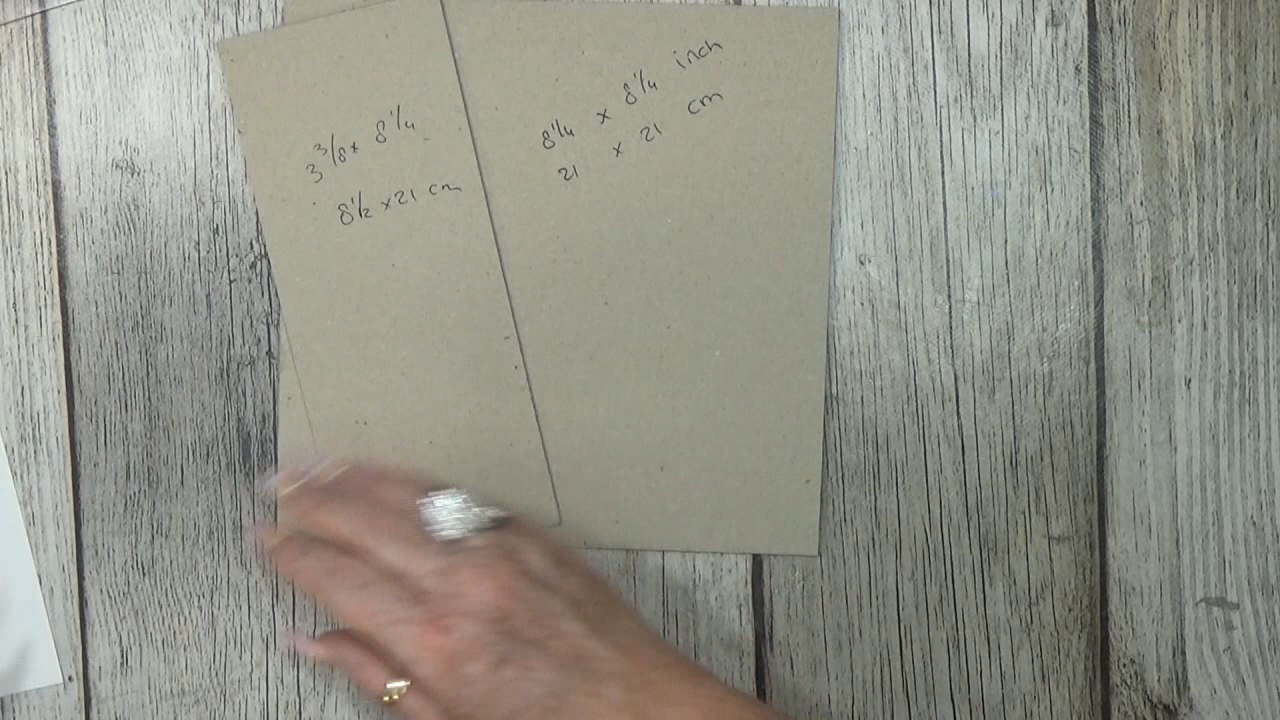 3 3/8 x 8 1/4
8 1/2 x 21 cm
8 1/4 x 8 1/4 inch
21 x 21 cm